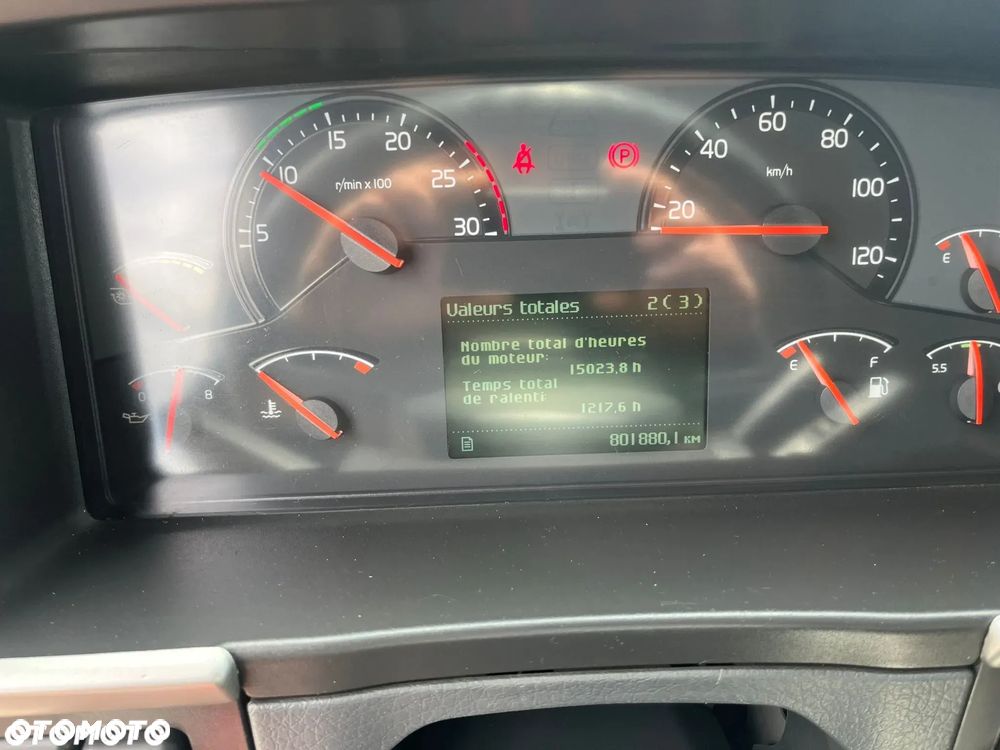 5
10
15
20
25
30
r/min x 100
20
40
60
80
100
120
km/h
P
E
0
8
E
F
5.5
Valeurs totales 2(3)
Nombre total d'heures
du moteur:
15023,8 h
Temps total
de ralenti:
1217,6 h
801880,1 KM
OTOMOTO